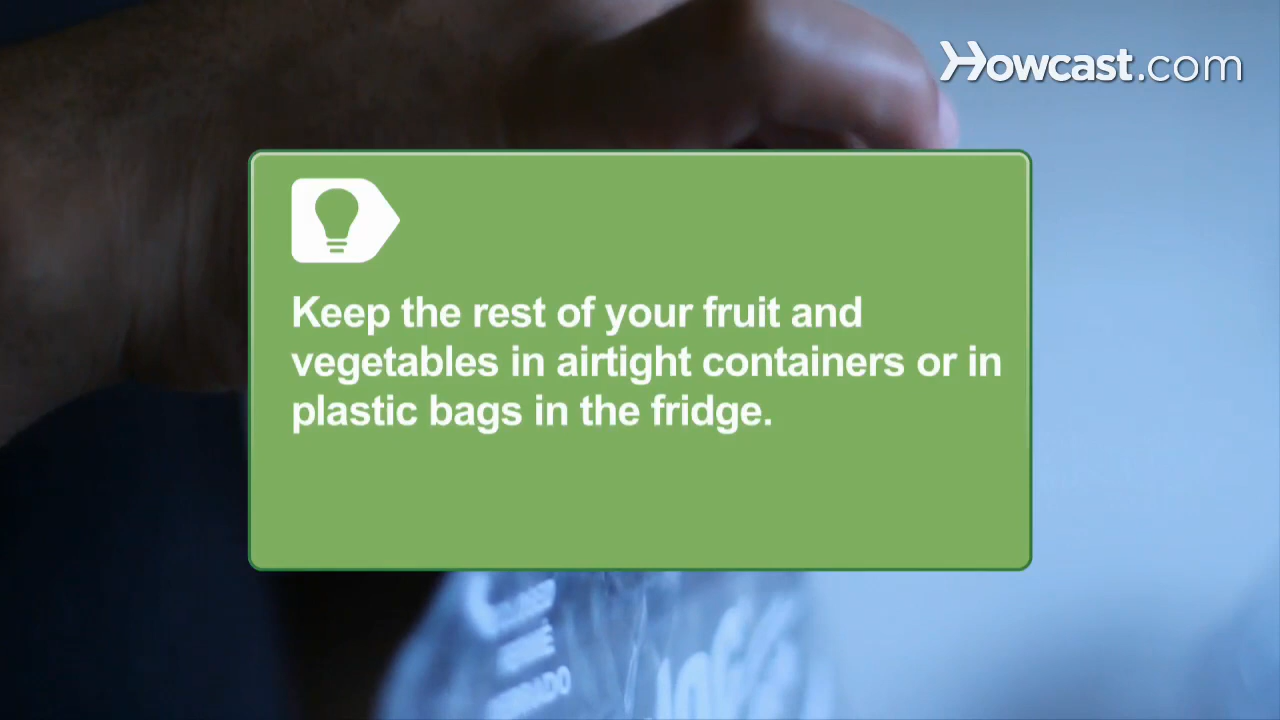 Howcast.com
Keep the rest of your fruit and
vegetables in airtight containers or in
plastic bags in the fridge.